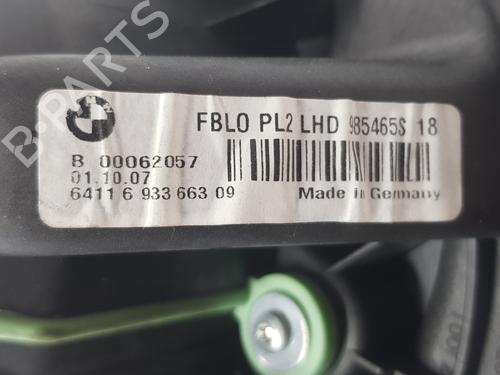 B-PARTS
FBLO PL2 LHD 985465S 18
B 00062057
01.10.07
6411 6 933 663 09
Made in Germany